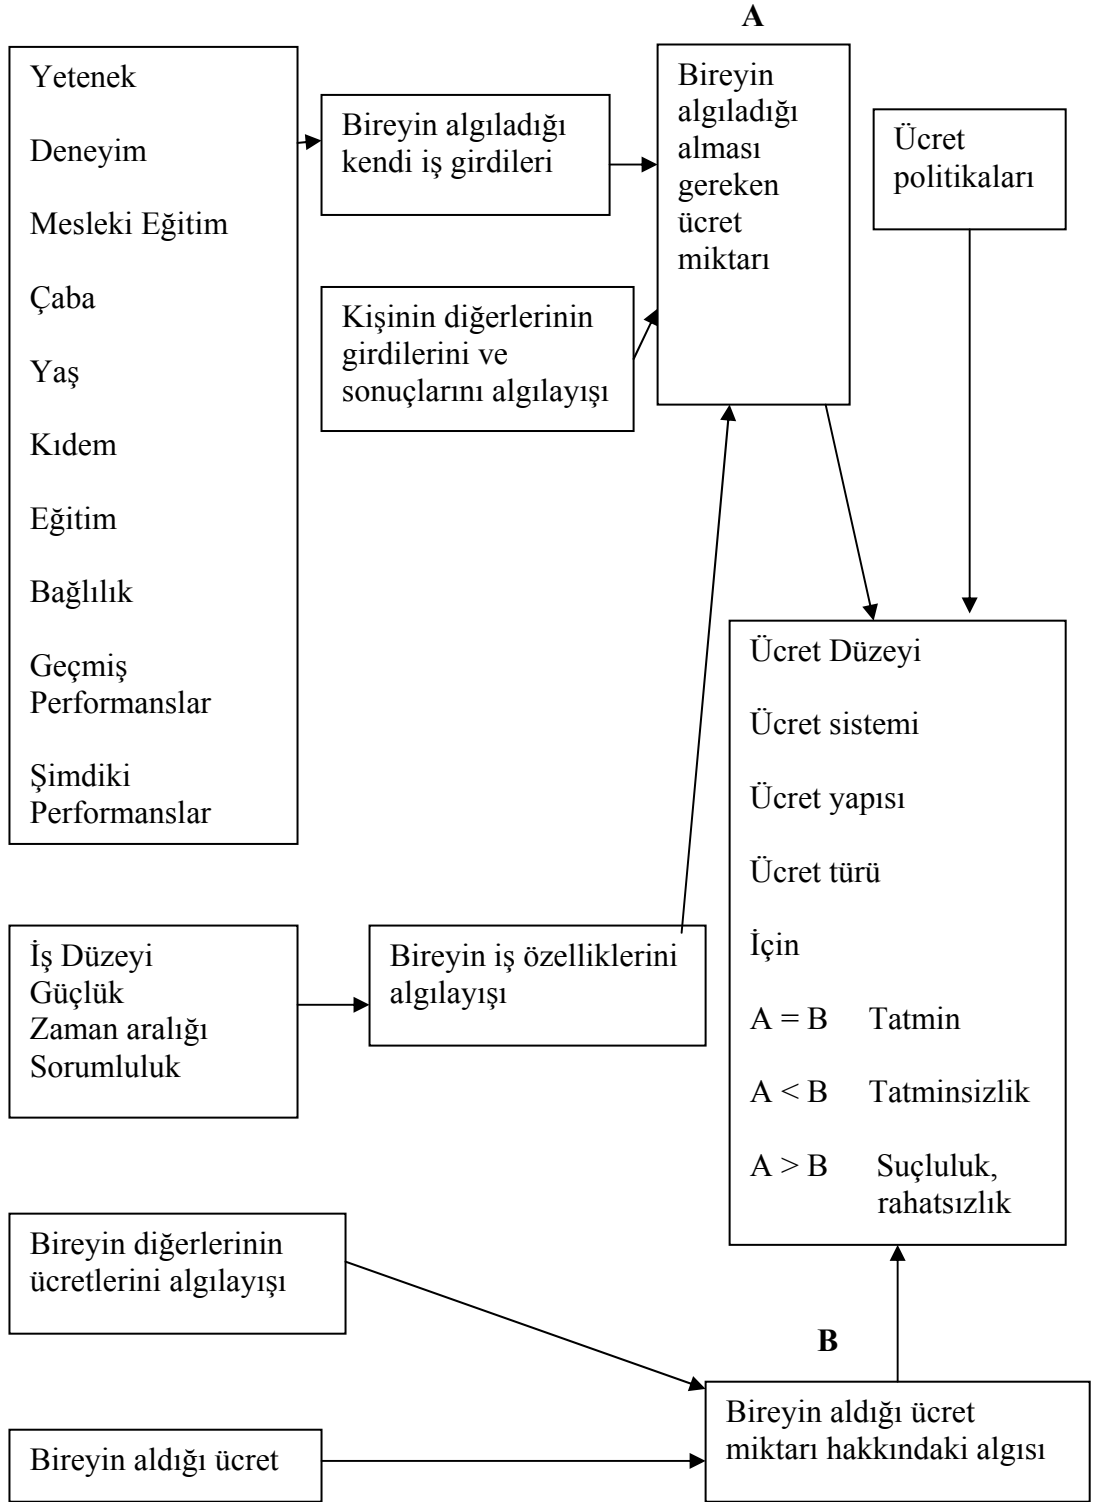 A
Yetenek
Deneyim
Mesleki Eğitim
Çaba
Yaş
Kıdem
Eğitim
Bağlılık
Geçmiş
Performanslar
Şimdiki
Performanslar
Bireyin algıladığı
kendi iş girdileri
Kişinin diğerlerinin
girdilerini ve
sonuçlarını algılayışı
Bireyin
algıladığı
alması
gereken
ücret
miktarı
Ücret
politikaları
İş Düzeyi
Güçlük
Zaman aralığı
Sorumluluk
Bireyin iş özelliklerini
algılayışı
Ücret Düzeyi
Ücret sistemi
Ücret yapısı
Ücret türü
İçin
A = B Tatmin
A < B Tatminsizlik
A > B Suçluluk,
rahatsızlık
Bireyin diğerlerinin
ücretlerini algılayışı
Bireyin aldığı ücret
B
Bireyin aldığı ücret
miktarı hakkındaki algısı